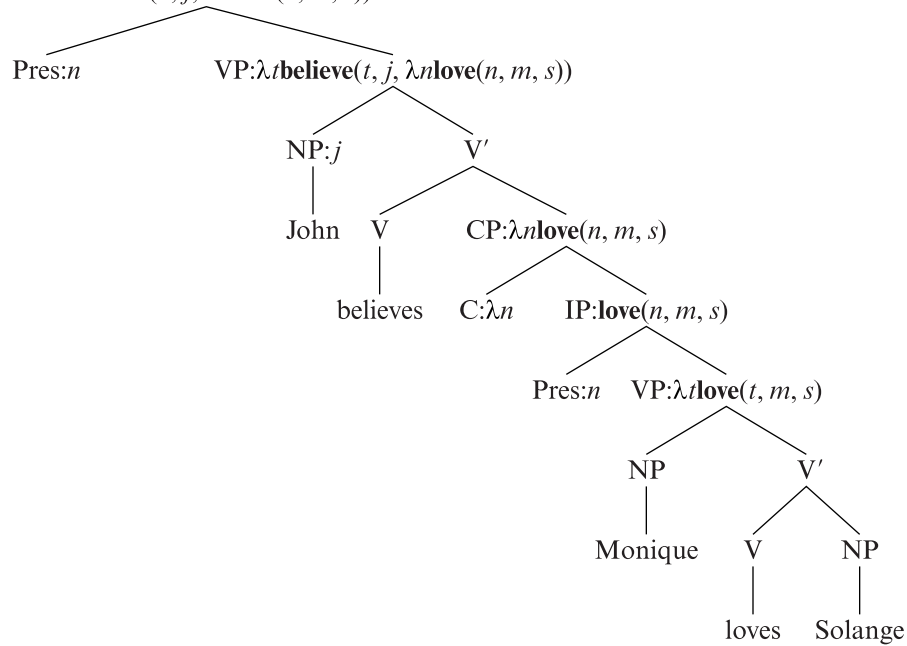 Pres:n VP:λtbelieve(t, j, λnlove(n, m, s))
NP:j V′
John V CP:λnlove(n, m, s)
believes C:λn IP:love(n, m, s)
Pres:n VP:λtlove(t, m, s)
NP V′
Monique V NP
loves Solange